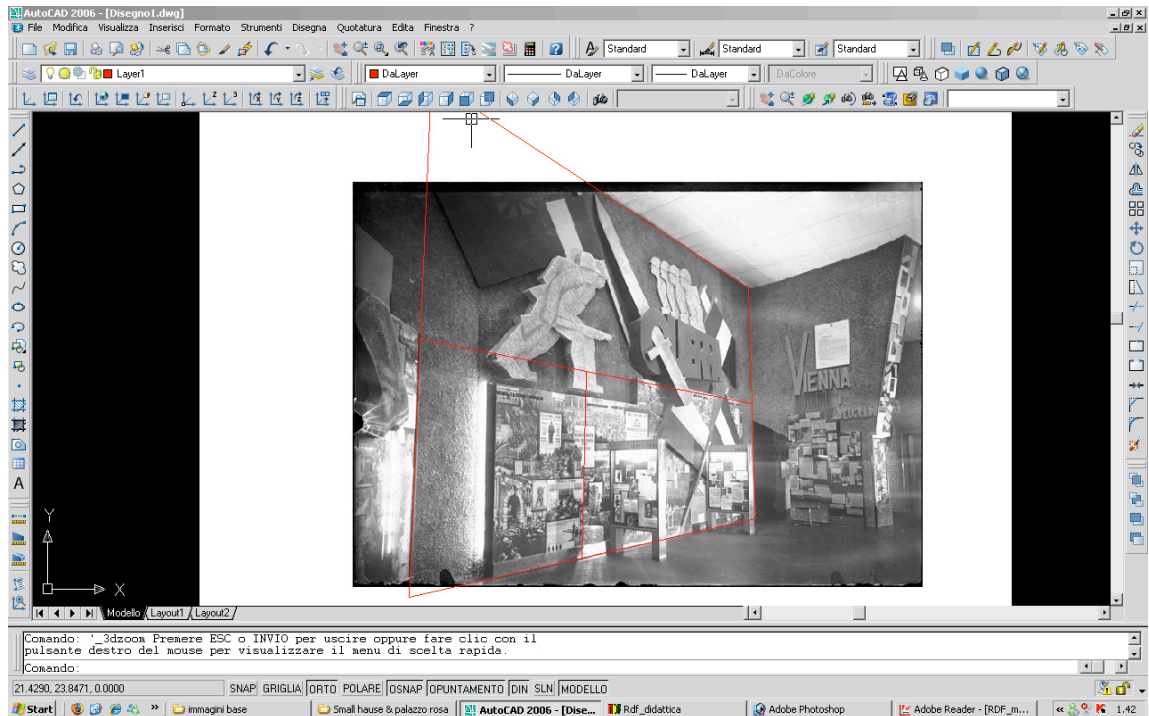 AutoCAD 2006 - [Disegno1.dwg]
File Modifica Visualizza Inserisci Formato Strumenti Disegna Quotatura Edita Finestra ?
Standard Standard Standard
Layer1 DaLayer DaLayer DaLayer DaColore
VIENNA
Y
X
Modello Layout1 Layout2
Comando: '_3dzoom Premere ESC o INVIO per uscire oppure fare clic con il
pulsante destro del mouse per visualizzare il menu di scelta rapida.
Comando:
21.4290, 23.8471, 0.0000 SNAP GRIGLIA ORTO POLARE OSNAP OPUNTAMENTO DIN SLN MODELLO
Start immagini base Small hause & palazzo rosa AutoCAD 2006 - [Dise... Rdf_didattica Adobe Photoshop Adobe Reader - [RDF_m... 1.42